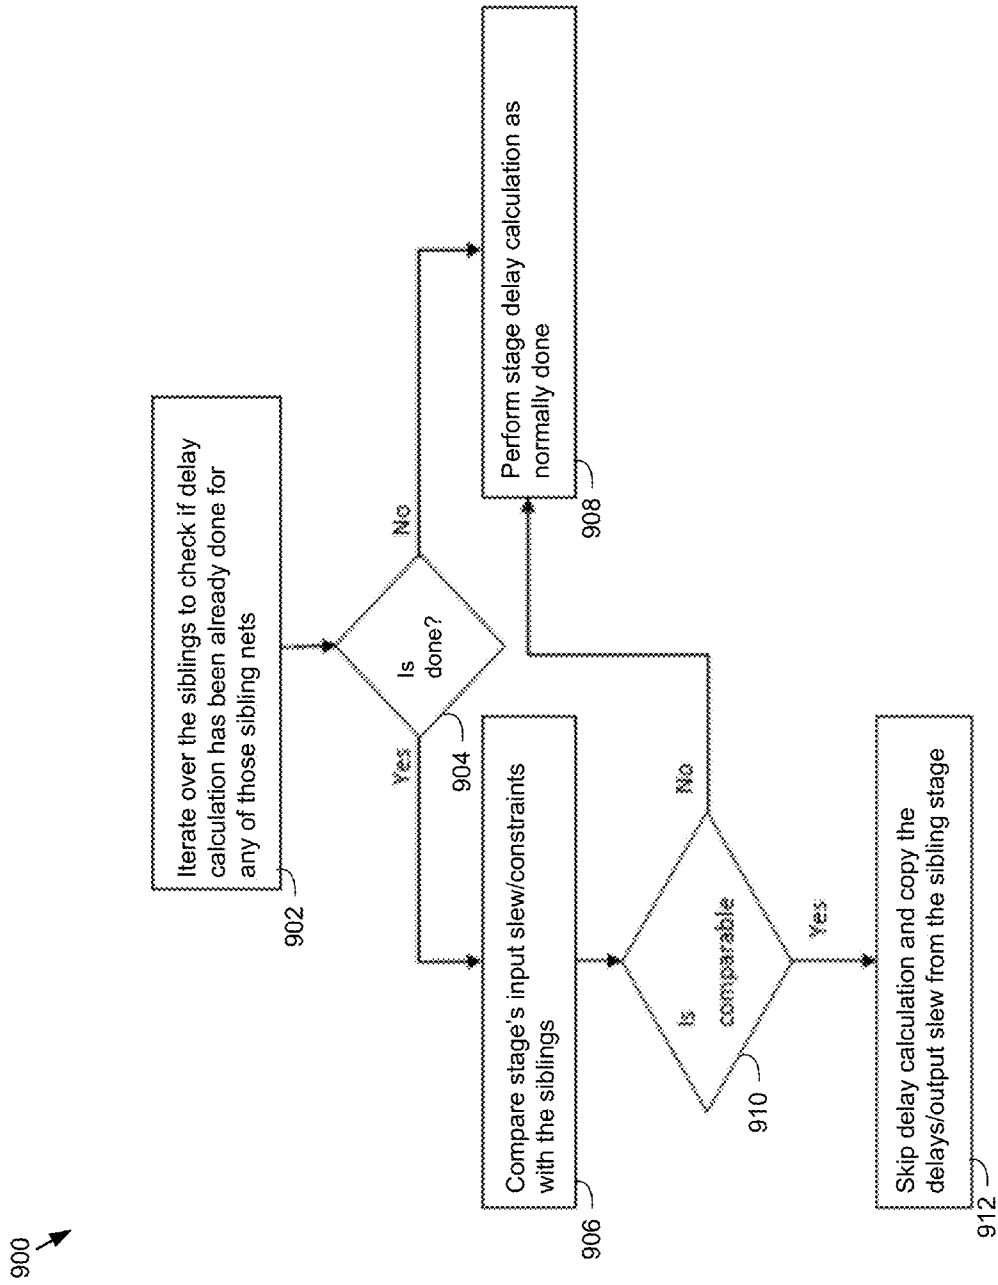 900
Iterate over the siblings to check if delay
calculation has been already done for
any of those sibling nets
902
Is
done?
904
Yes
No
Compare stage's input slew/constraints
with the siblings
906
Perform stage delay calculation as
normally done
908
Is
comparable
910
No
Yes
Skip delay calculation and copy the
delays/output slew from the sibling stage
912